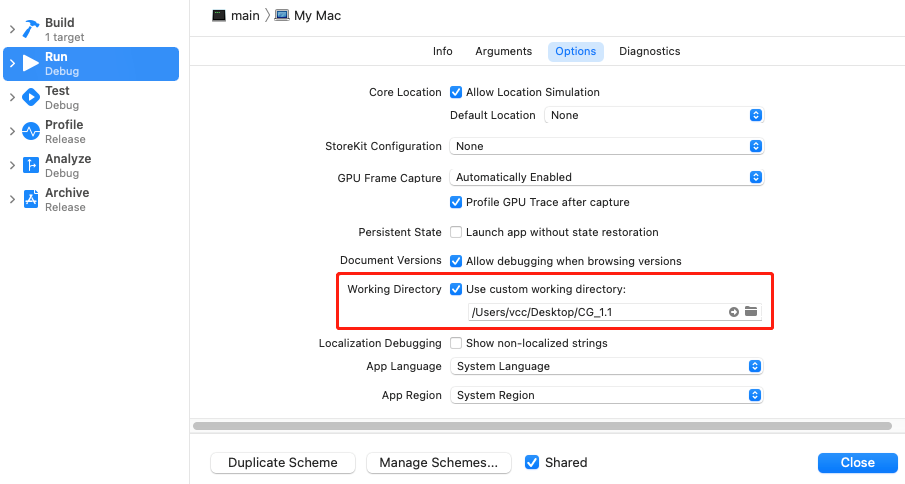 main
My Mac
Build
1 target
Run
Debug
Test
Debug
Profile
Release
Analyze
Debug
Archive
Release
Info Arguments Options Diagnostics
Core Location Allow Location Simulation
Default Location None
StoreKit Configuration None
GPU Frame Capture Automatically Enabled
Profile GPU Trace after capture
Persistent State Launch app without state restoration
Document Versions Allow debugging when browsing versions
Working Directory Use custom working directory:
/Users/vcc/Desktop/CG_1.1
Localization Debugging Show non-localized strings
App Language System Language
App Region System Region
Duplicate Scheme Manage Schemes... Shared Close